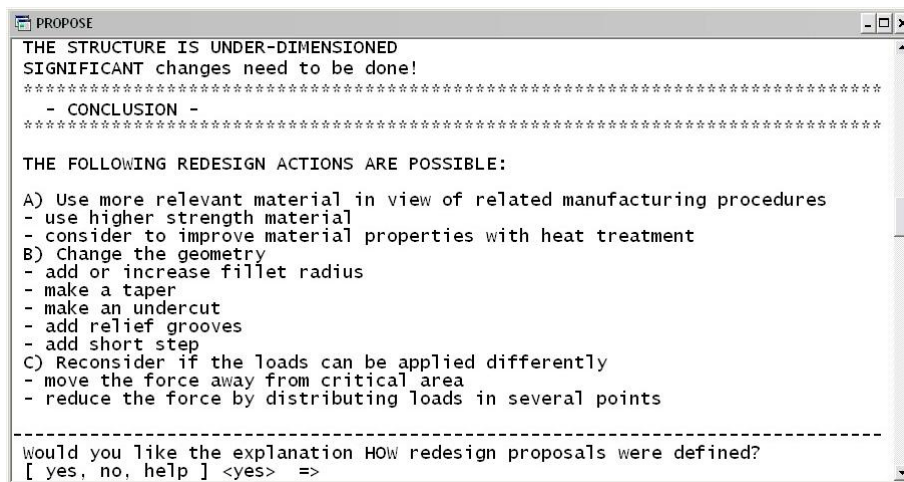 PROPOSE
THE STRUCTURE IS UNDER-DIMENSIONED
SIGNIFICANT changes need to be done!
******************************************************************************
- CONCLUSION -
******************************************************************************
THE FOLLOWING REDESIGN ACTIONS ARE POSSIBLE:
A) Use more relevant material in view of related manufacturing procedures
- use higher strength material
- consider to improve material properties with heat treatment
B) Change the geometry
- add or increase fillet radius
- make a taper
- make an undercut
- add relief grooves
- add short step
C) Reconsider if the loads can be applied differently
- move the force away from critical area
- reduce the force by distributing loads in several points
-------------------------------------------------------------------------------
Would you like the explanation HOW redesign proposals were defined?
[ yes, no, help ] <yes>  =>